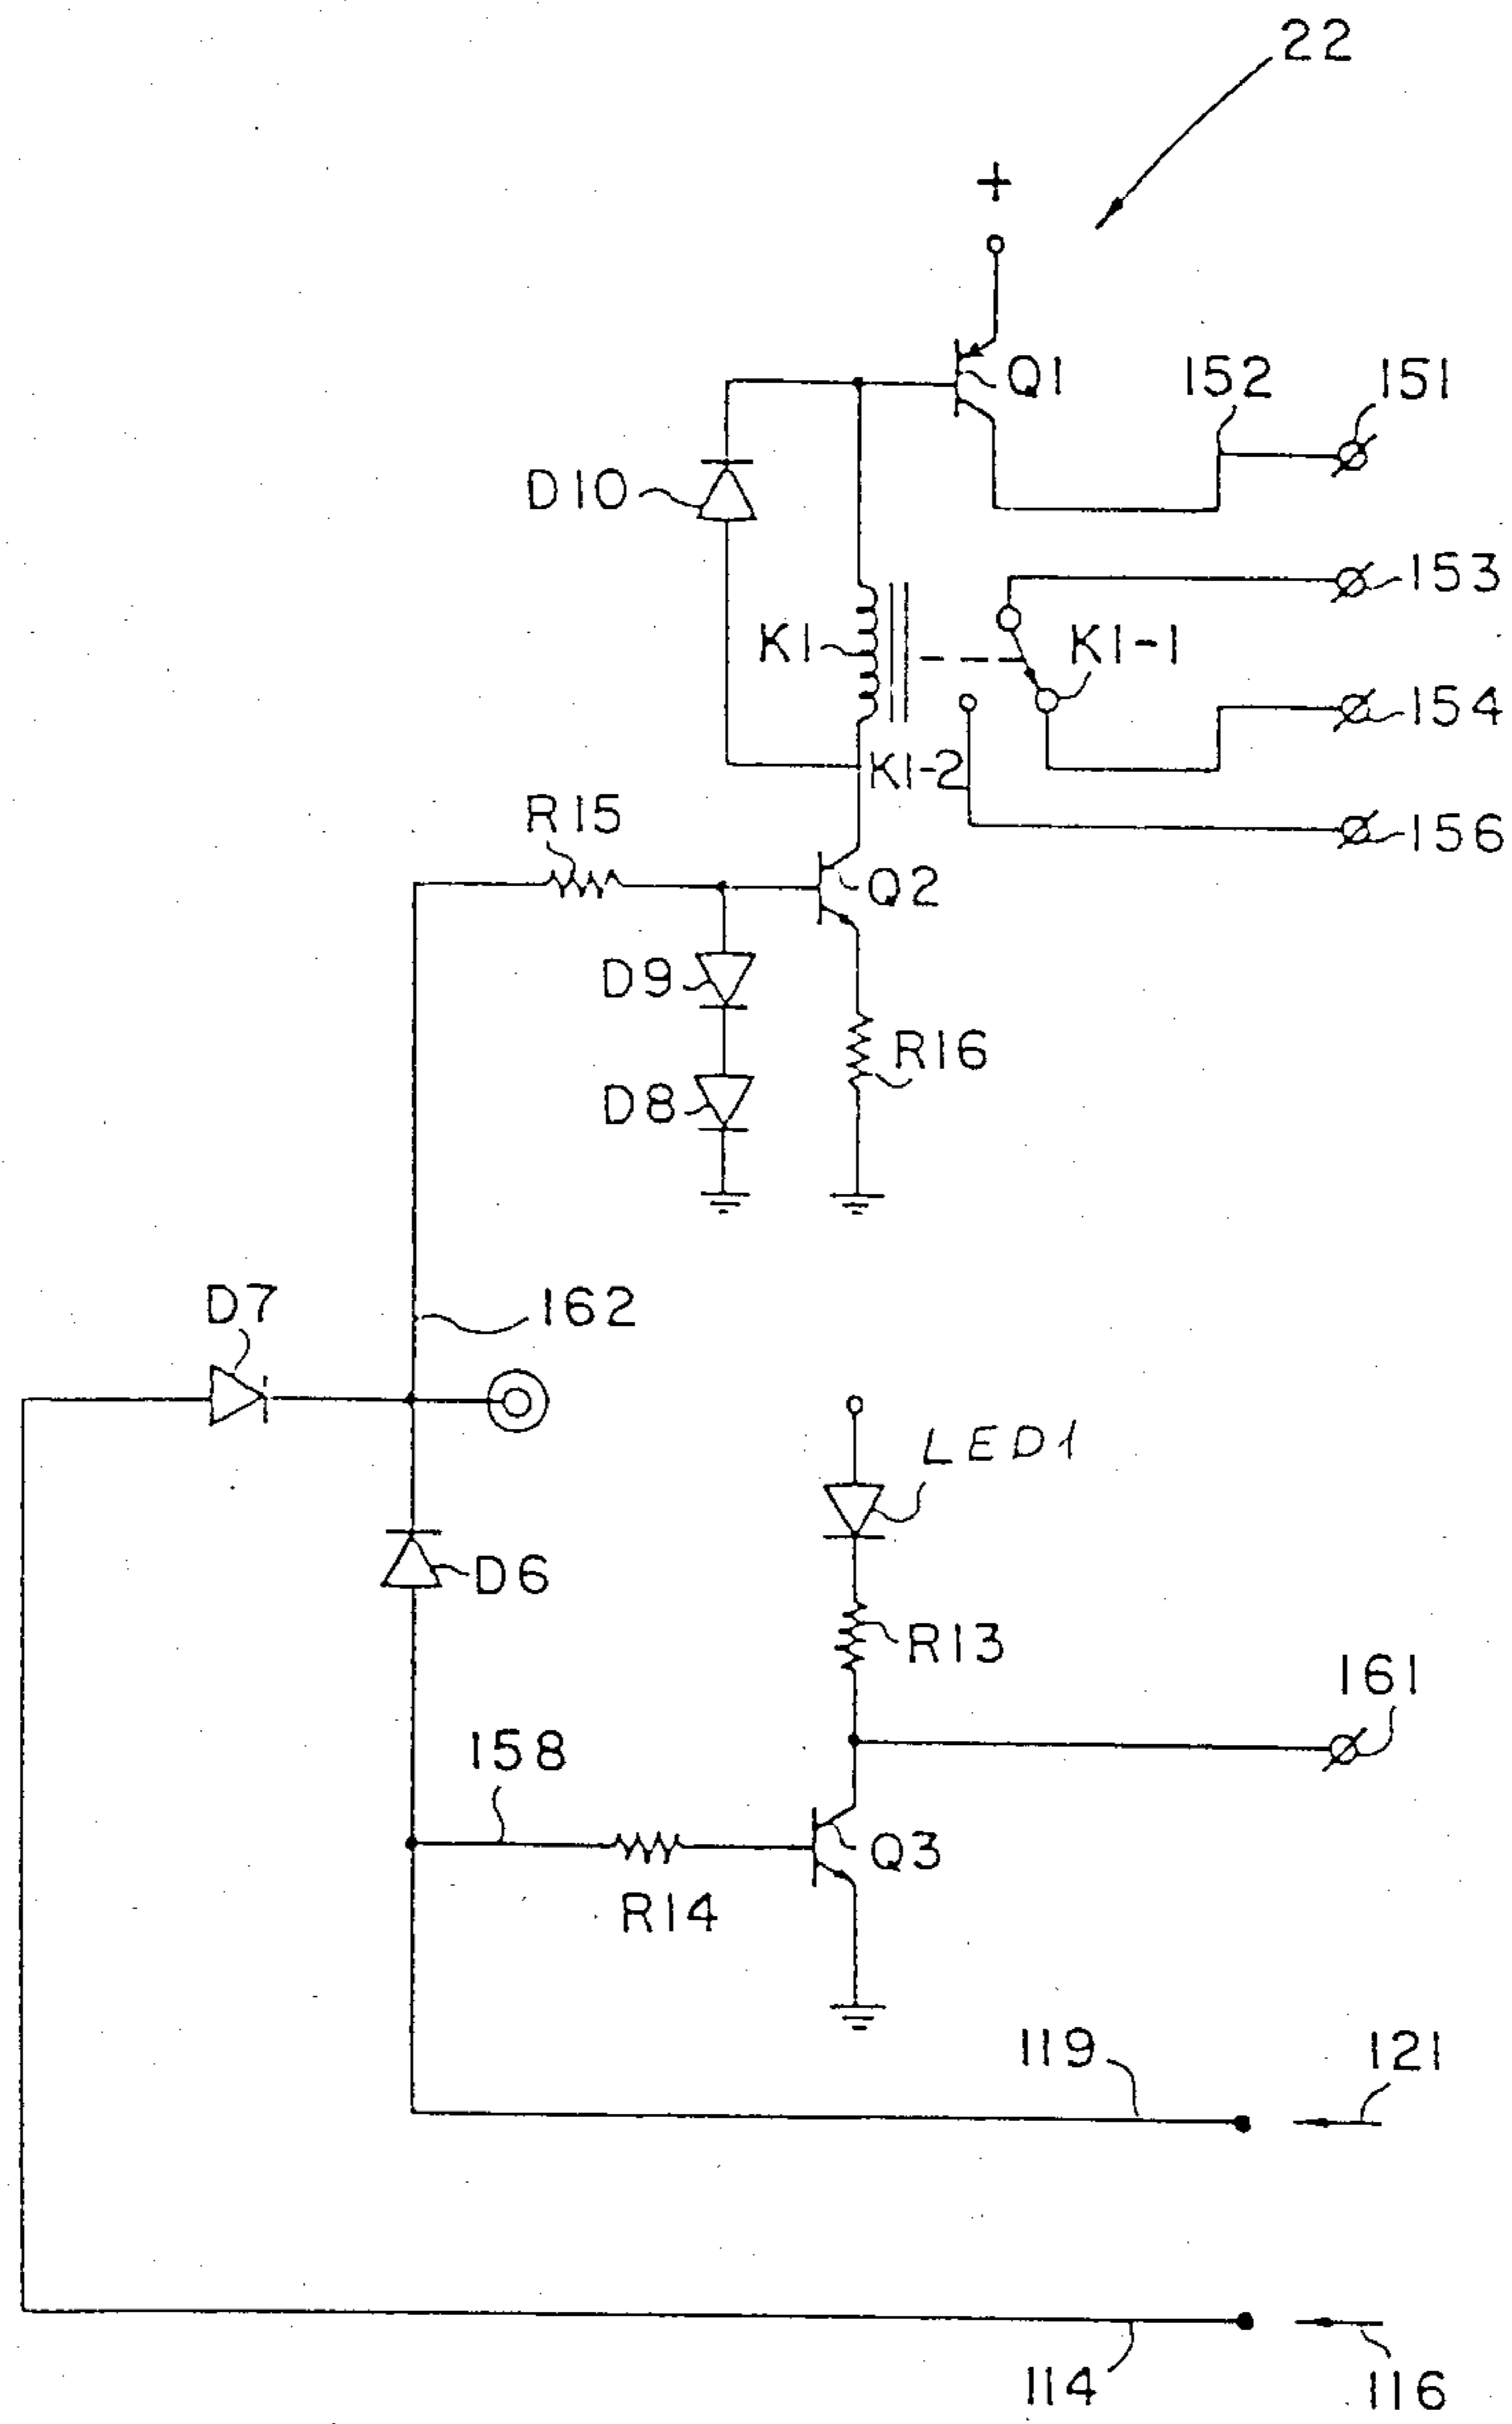 22
+
Q1
152
151
D10
153
K1
K1-1
154
K1-2
R15
156
Q2
D9
R16
D8
D7
162
LED1
D6
R13
161
158
Q3
R14
119
121
114
116